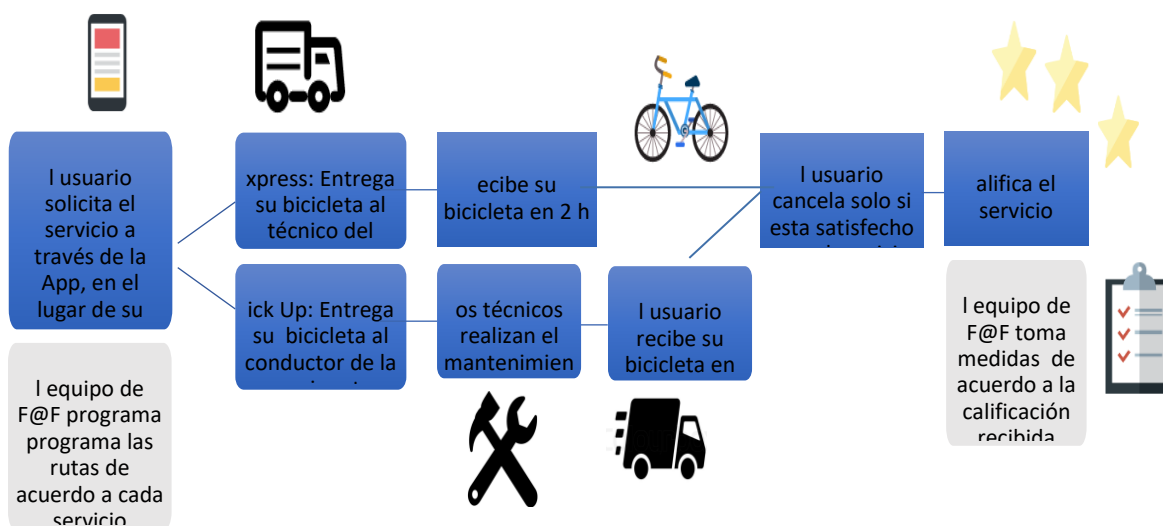 l usuario
solicita el
servicio a
través de la
App, en el
lugar de su
l equipo de
F@F programa
programa las
rutas de
acuerdo a cada
servicio
xpress: Entrega
su bicicleta al
técnico del
ecibe su
bicicleta en 2 h
ick Up: Entrega
su bicicleta al
conductor de la
os técnicos
realizan el
mantenimien
l usuario
recibe su
bicicleta en
l usuario
cancela solo si
esta satisfecho
alifica el
servicio
l equipo de
F@F toma
medidas de
acuerdo a la
calificación
recibida